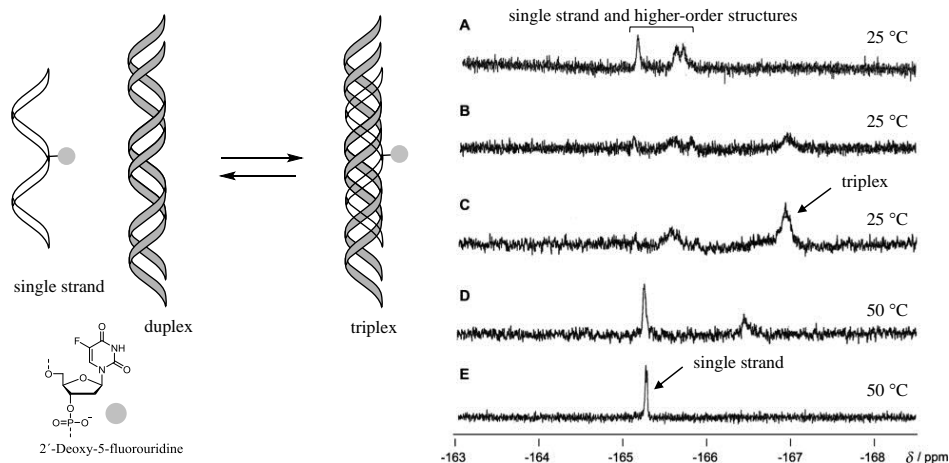 single strand
duplex
triplex
F
O
NH
N
O
O
O
O
O=P-O⁻
O
2´-Deoxy-5-fluorouridine
single strand and higher-order structures
A
25 °C
B
25 °C
triplex
C
25 °C
D
50 °C
single strand
E
50 °C
-163 -164 -165 -166 -167 -168 δ / ppm